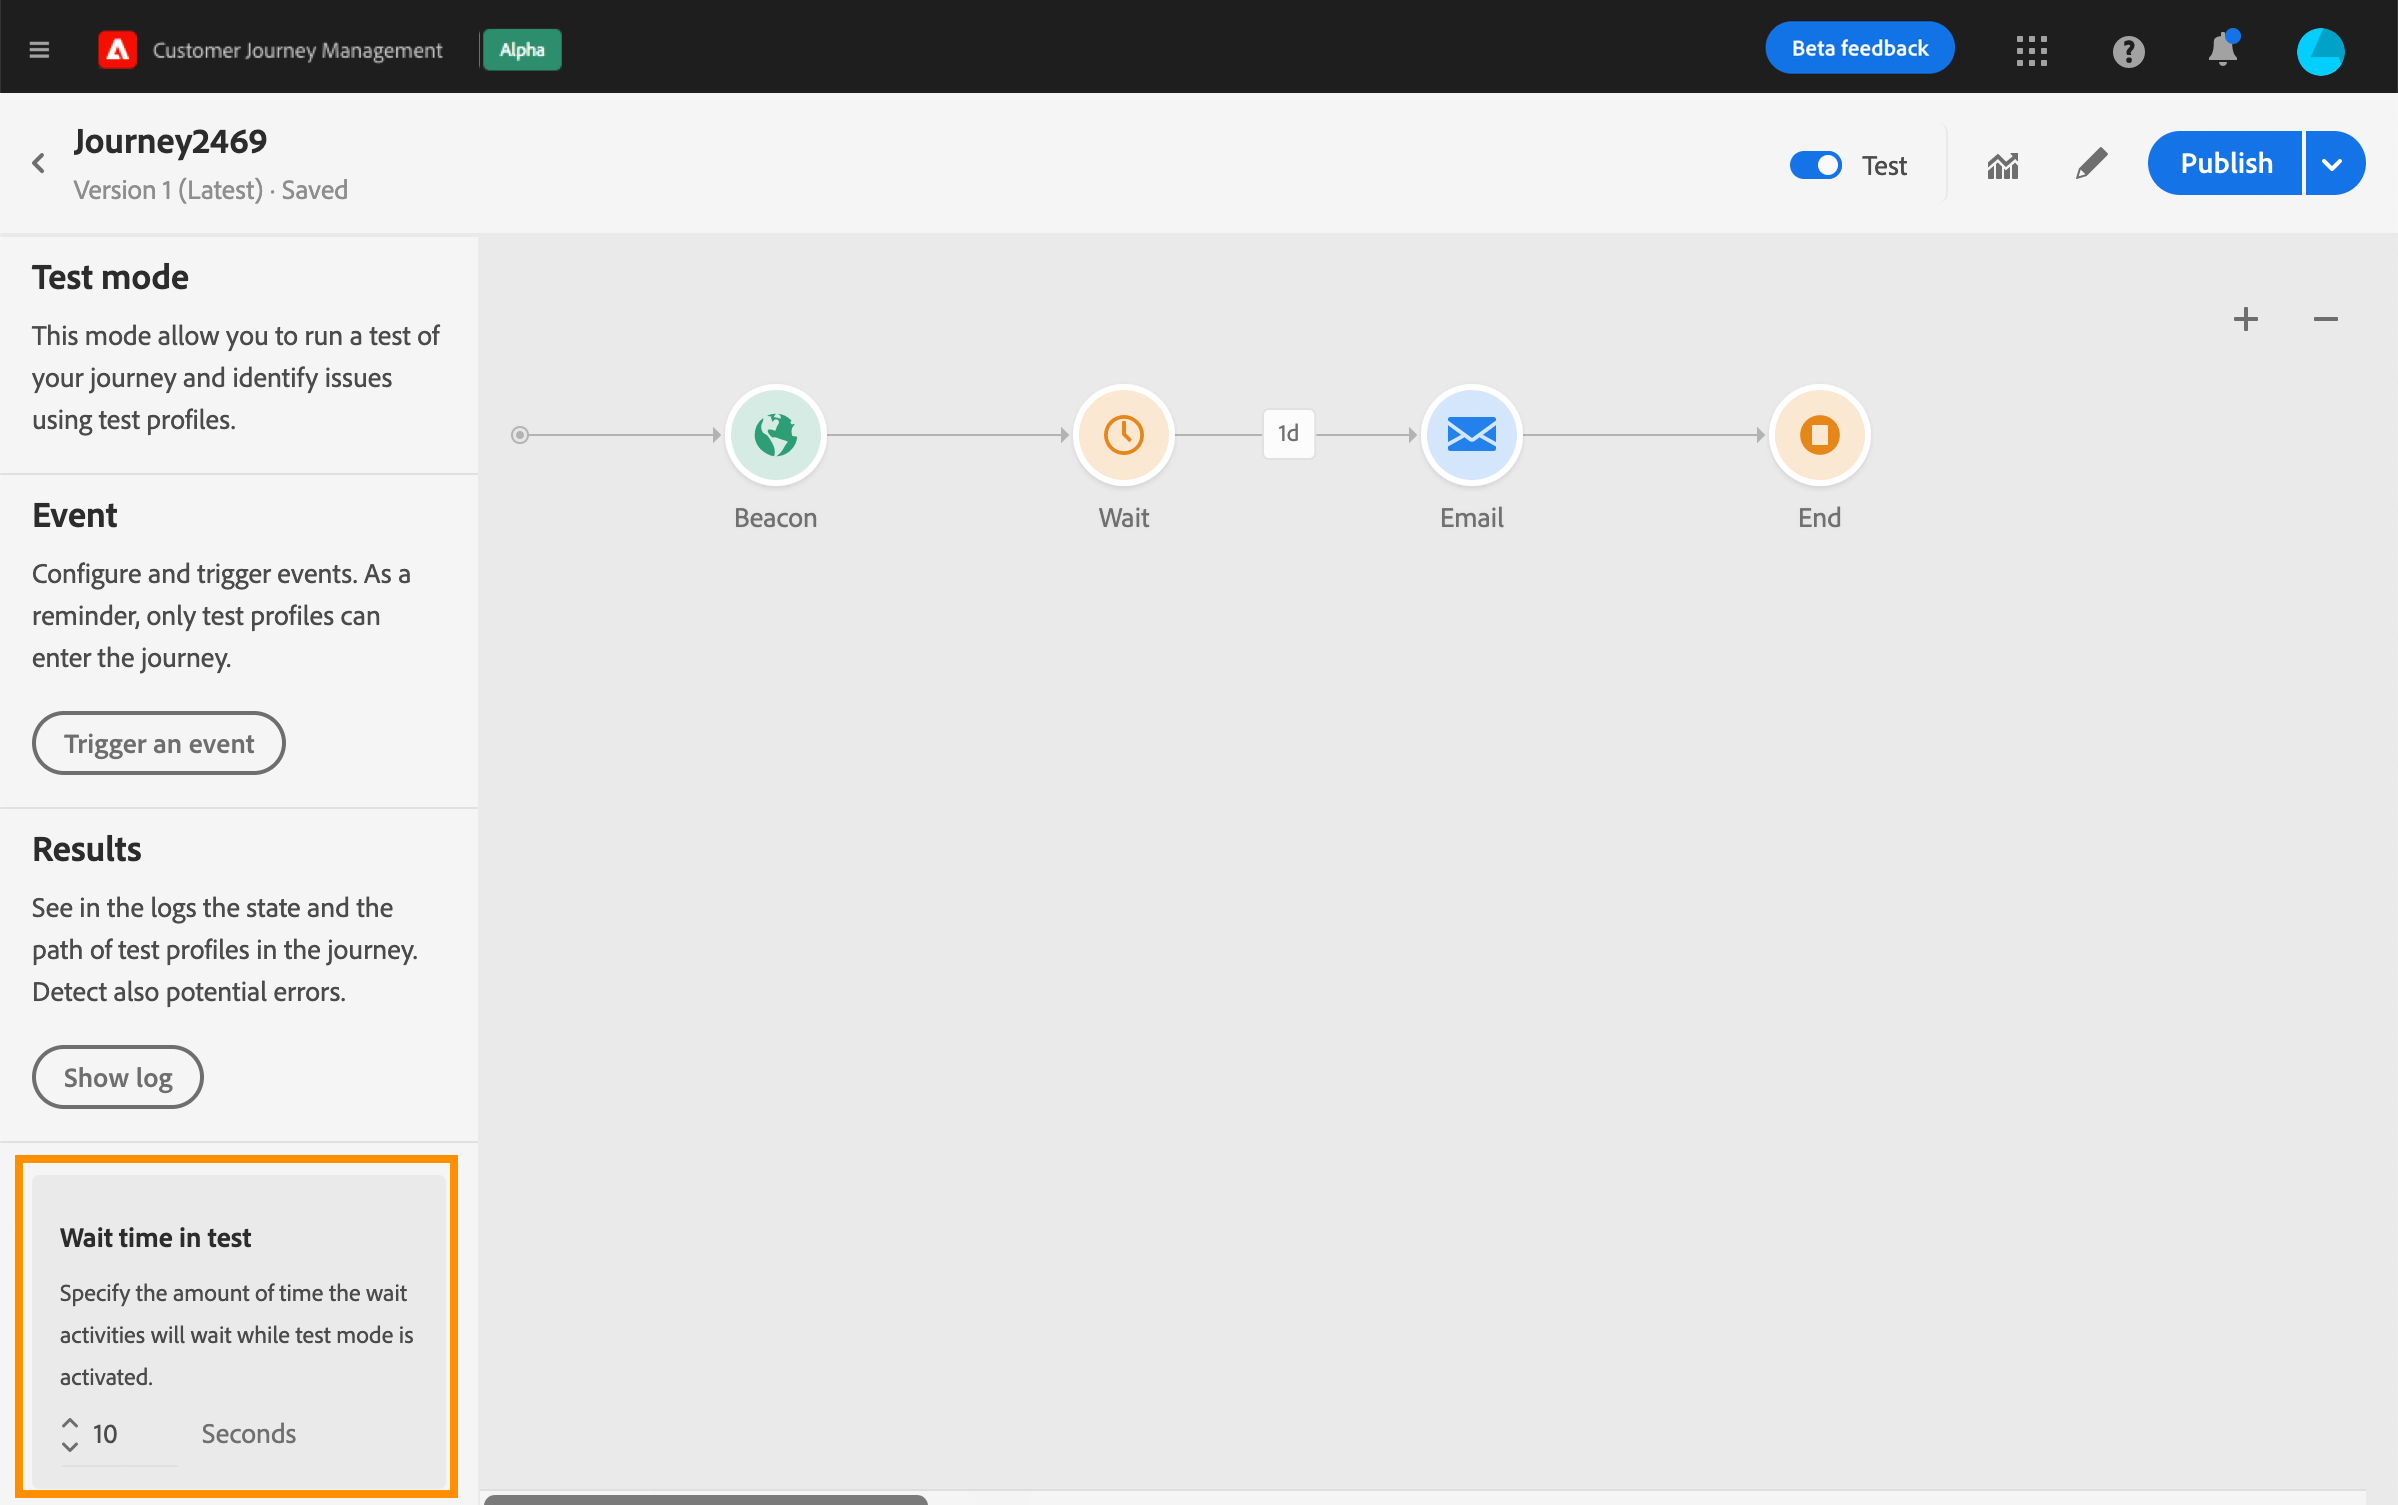 Customer Journey Management
Alpha
Beta feedback
Journey2469
Version 1 (Latest) · Saved
Test
Publish
Test mode
This mode allow you to run a test of
your journey and identify issues
using test profiles.
Event
Configure and trigger events. As a
reminder, only test profiles can
enter the journey.
Trigger an event
Results
See in the logs the state and the
path of test profiles in the journey.
Detect also potential errors.
Show log
Wait time in test
Specify the amount of time the wait
activities will wait while test mode is
activated.
10 Seconds
1d
Beacon
Wait
Email
End